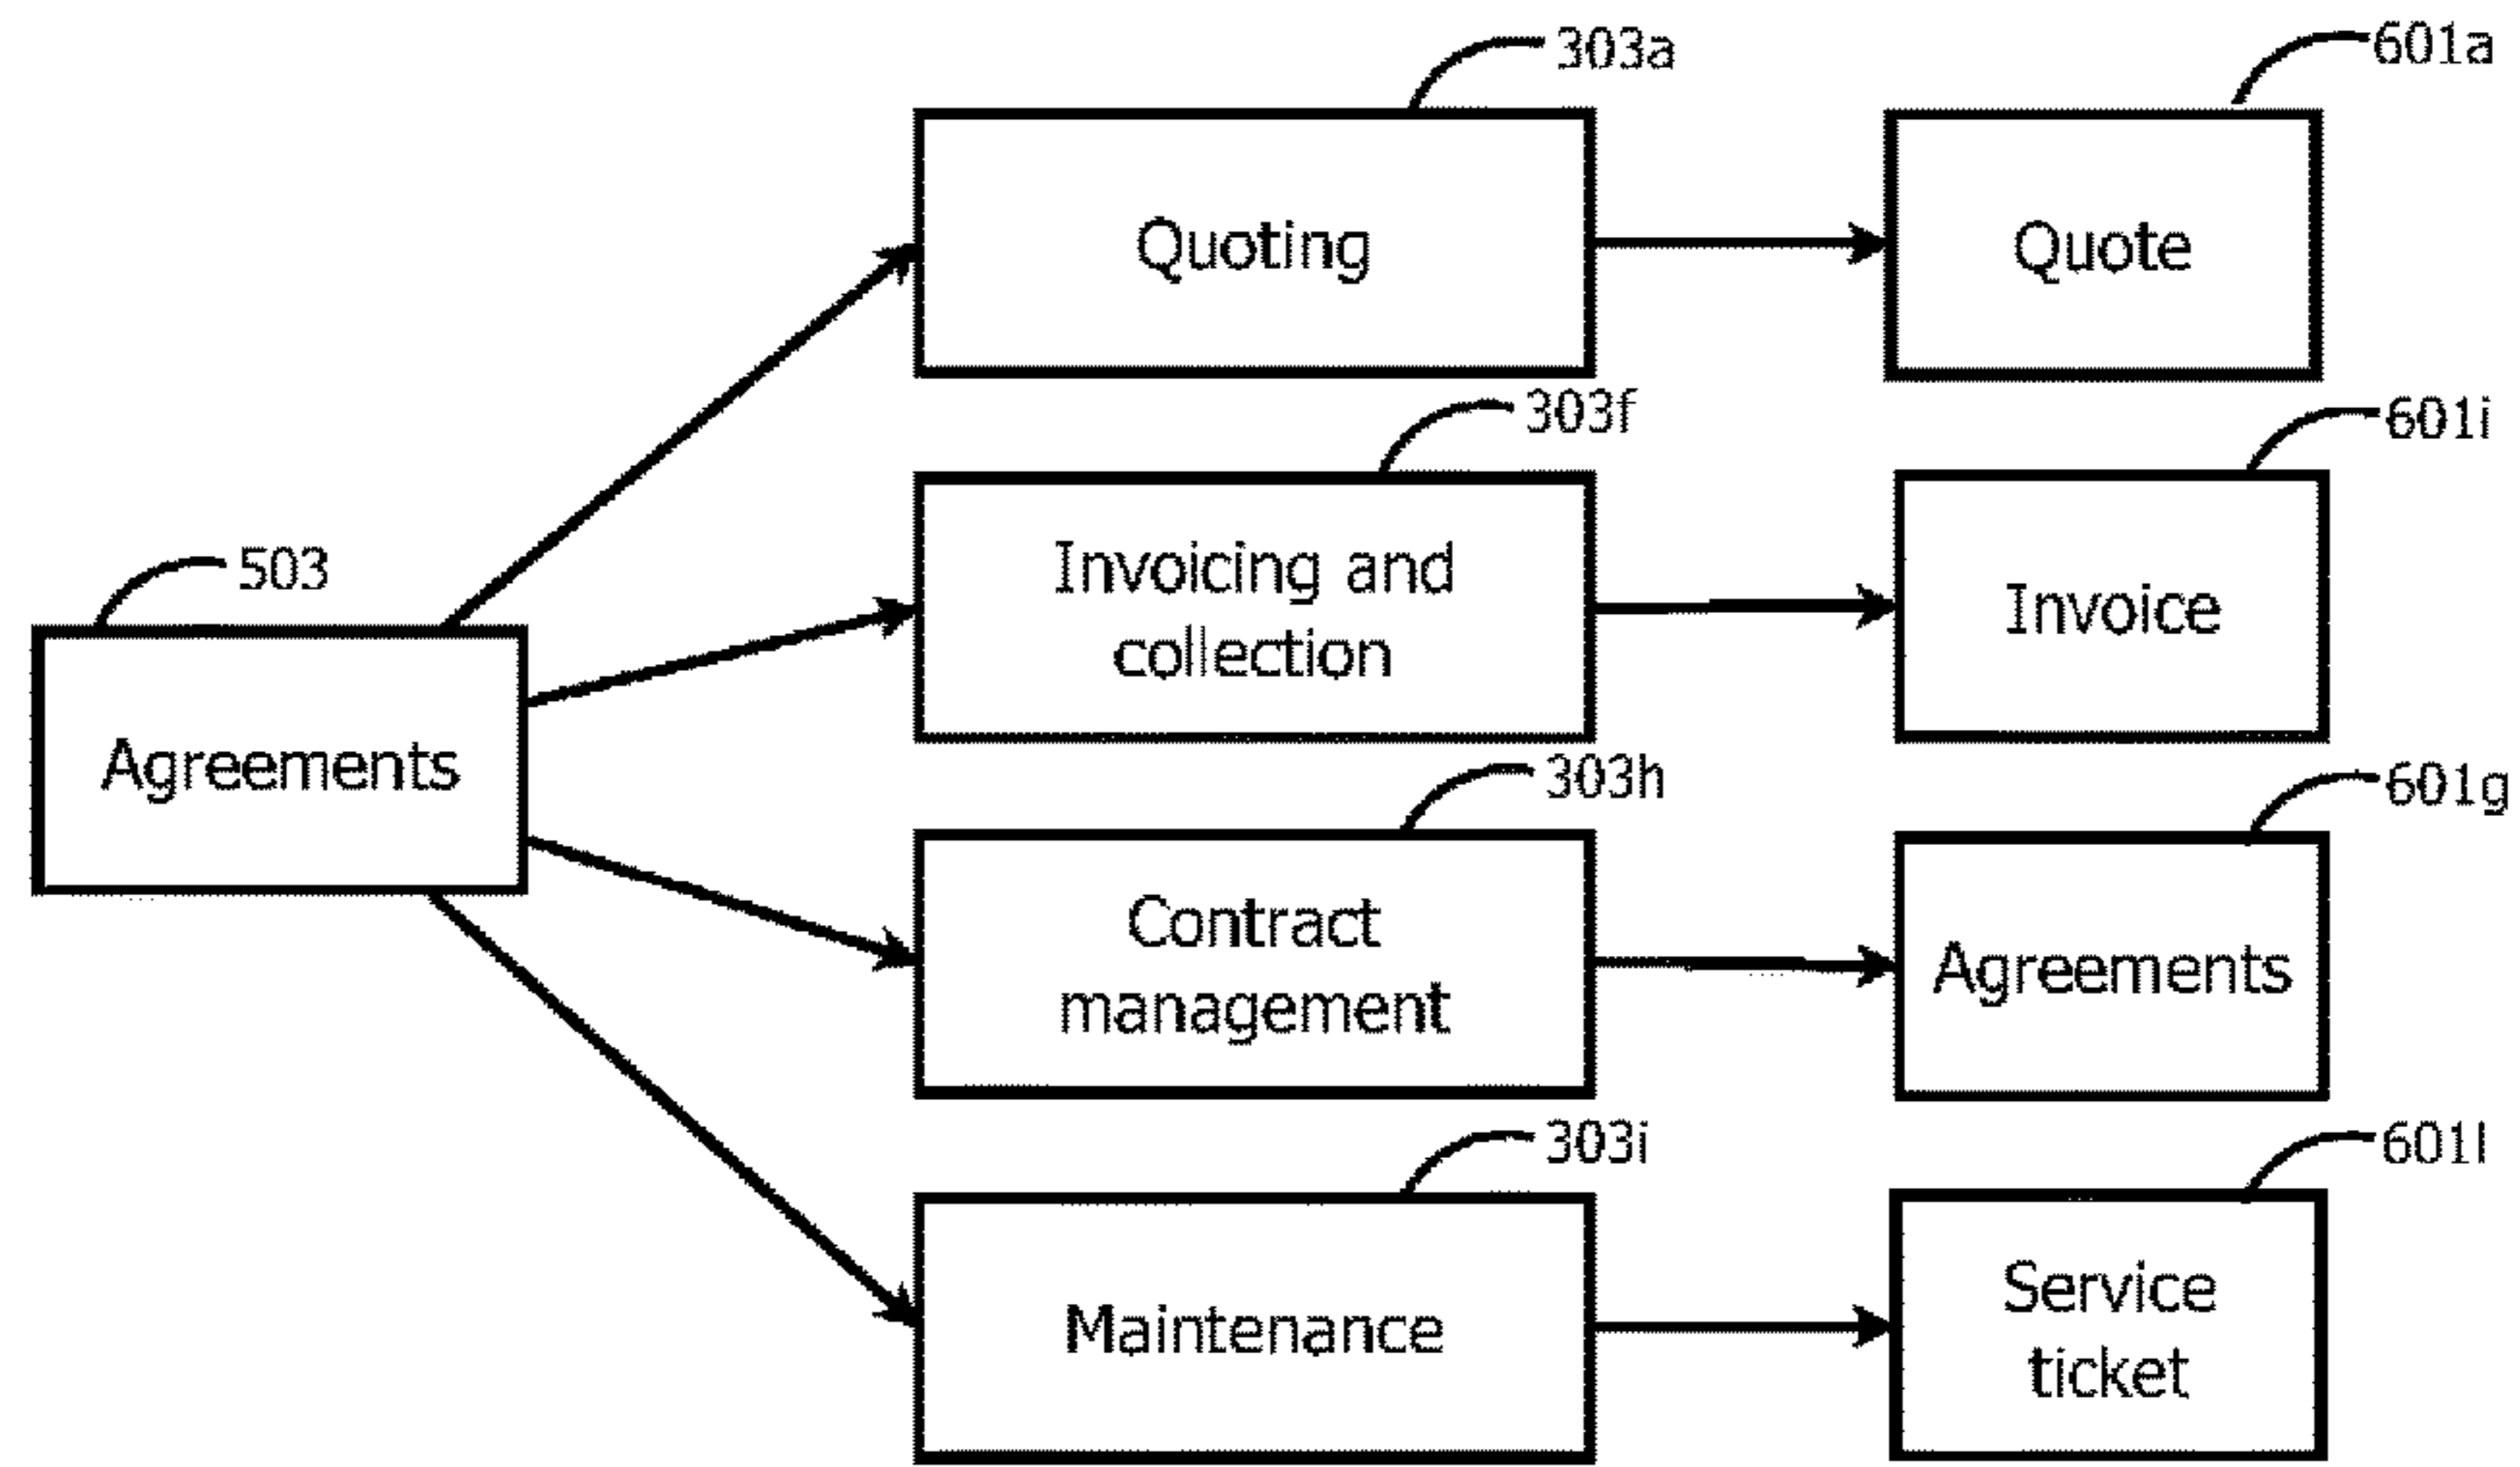 303a
601a
Quoting
Quote
303f
601i
Invoicing and
collection
Invoice
503
Agreements
303h
601g
Contract
management
Agreements
303i
601l
Maintenance
Service
ticket